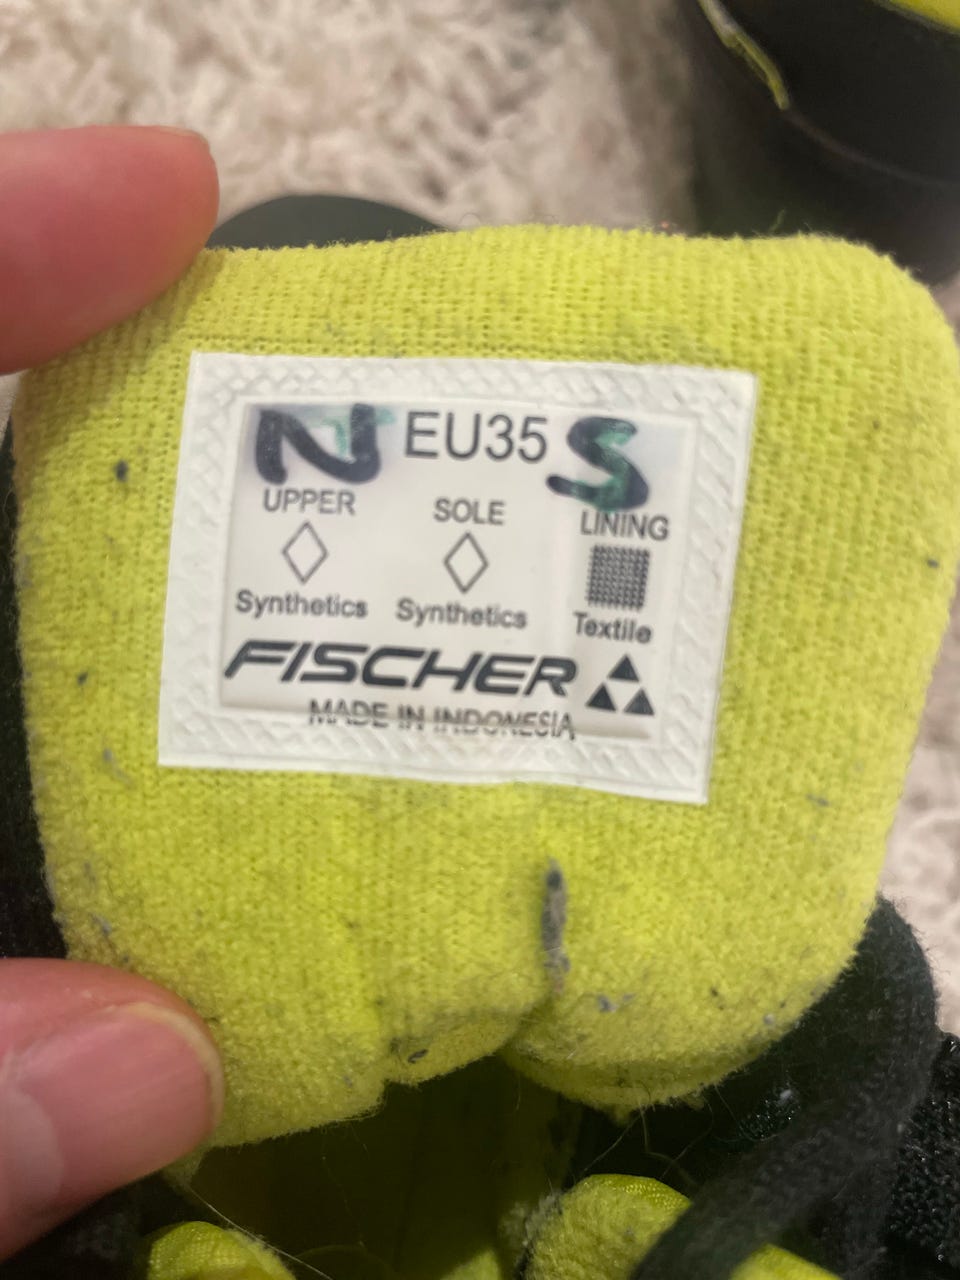 N EU35 S
UPPER SOLE LINING
Synthetics Synthetics Textile
FISCHER
MADE IN INDONESIA